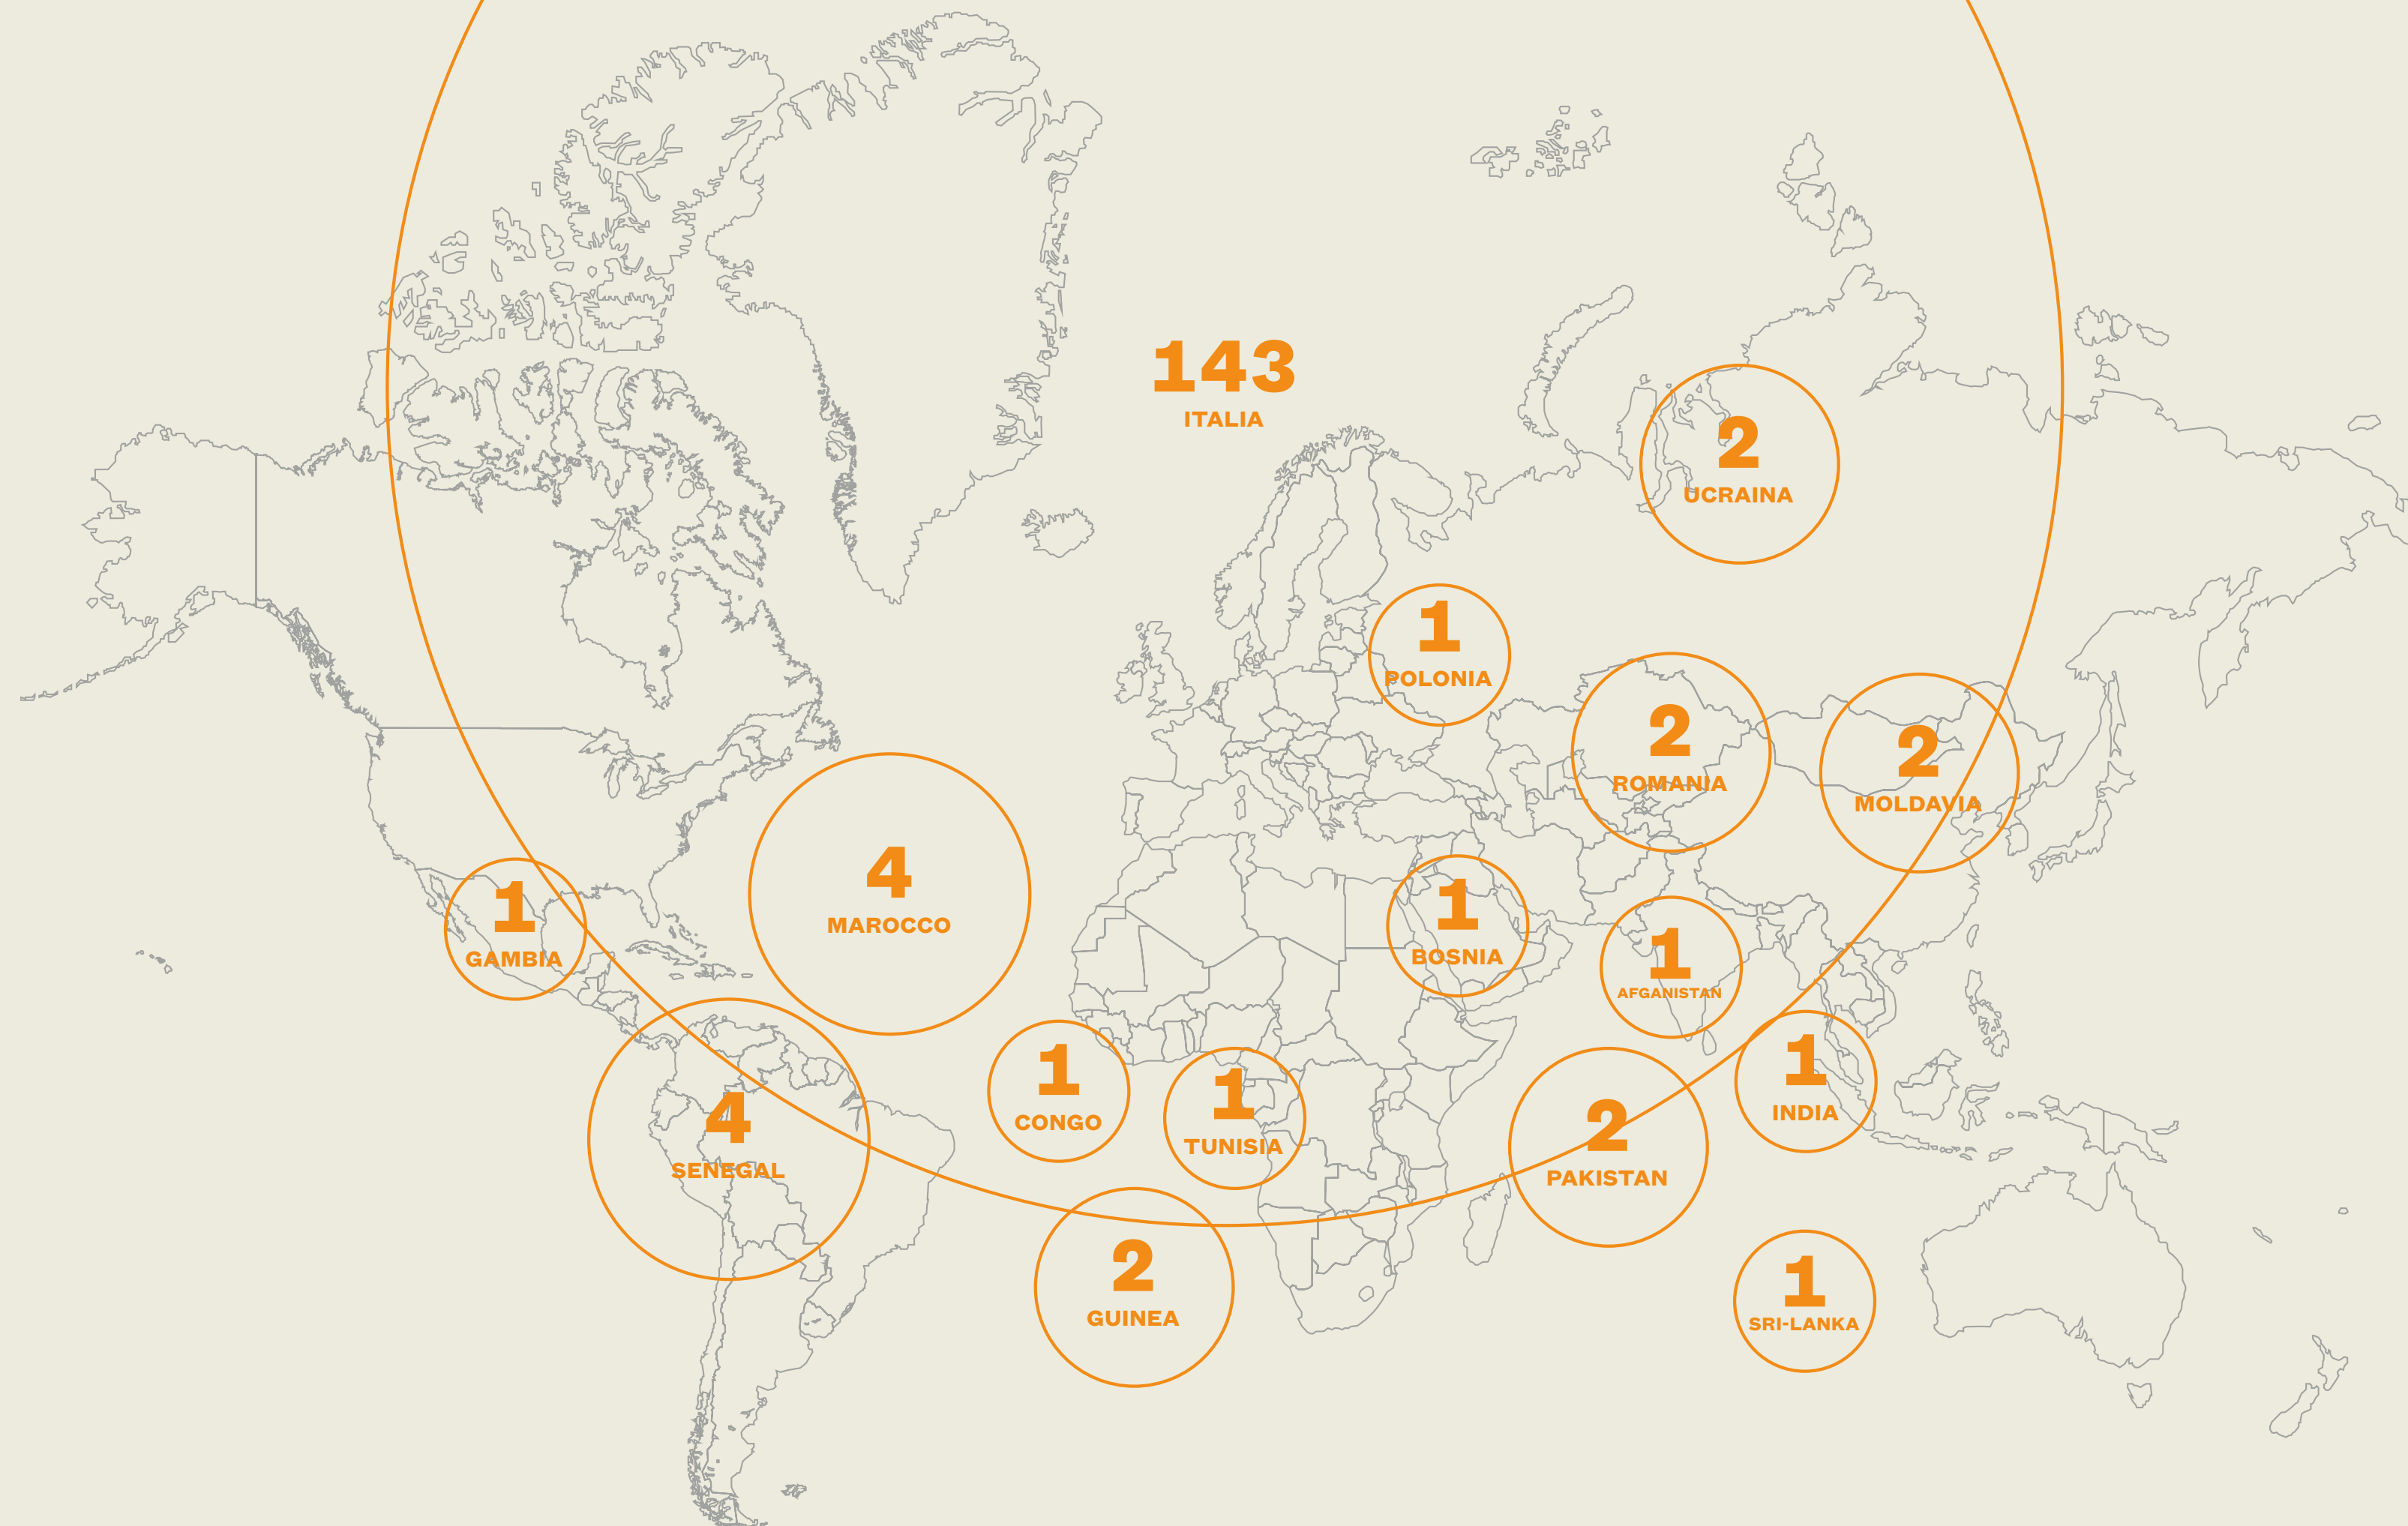 143
ITALIA
2
UCRAINA
1
POLONIA
2
ROMANIA
2
MOLDAVIA
4
MAROCCO
1
GAMBIA
1
BOSNIA
1
AFGANISTAN
4
SENEGAL
1
CONGO
1
TUNISIA
2
PAKISTAN
1
INDIA
2
GUINEA
1
SRI-LANKA